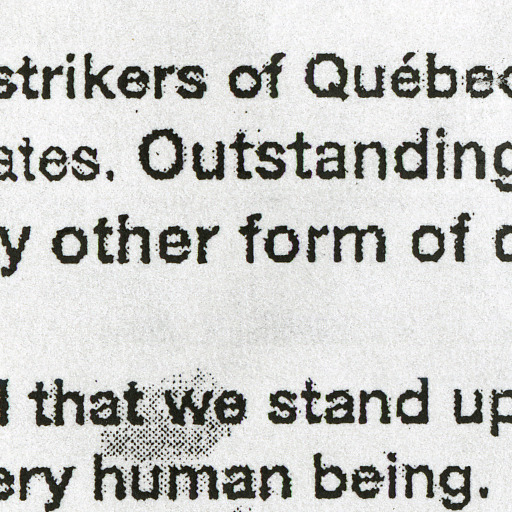 strikers of Québec
ates. Outstanding
y other form of
that we stand up
ery human being.